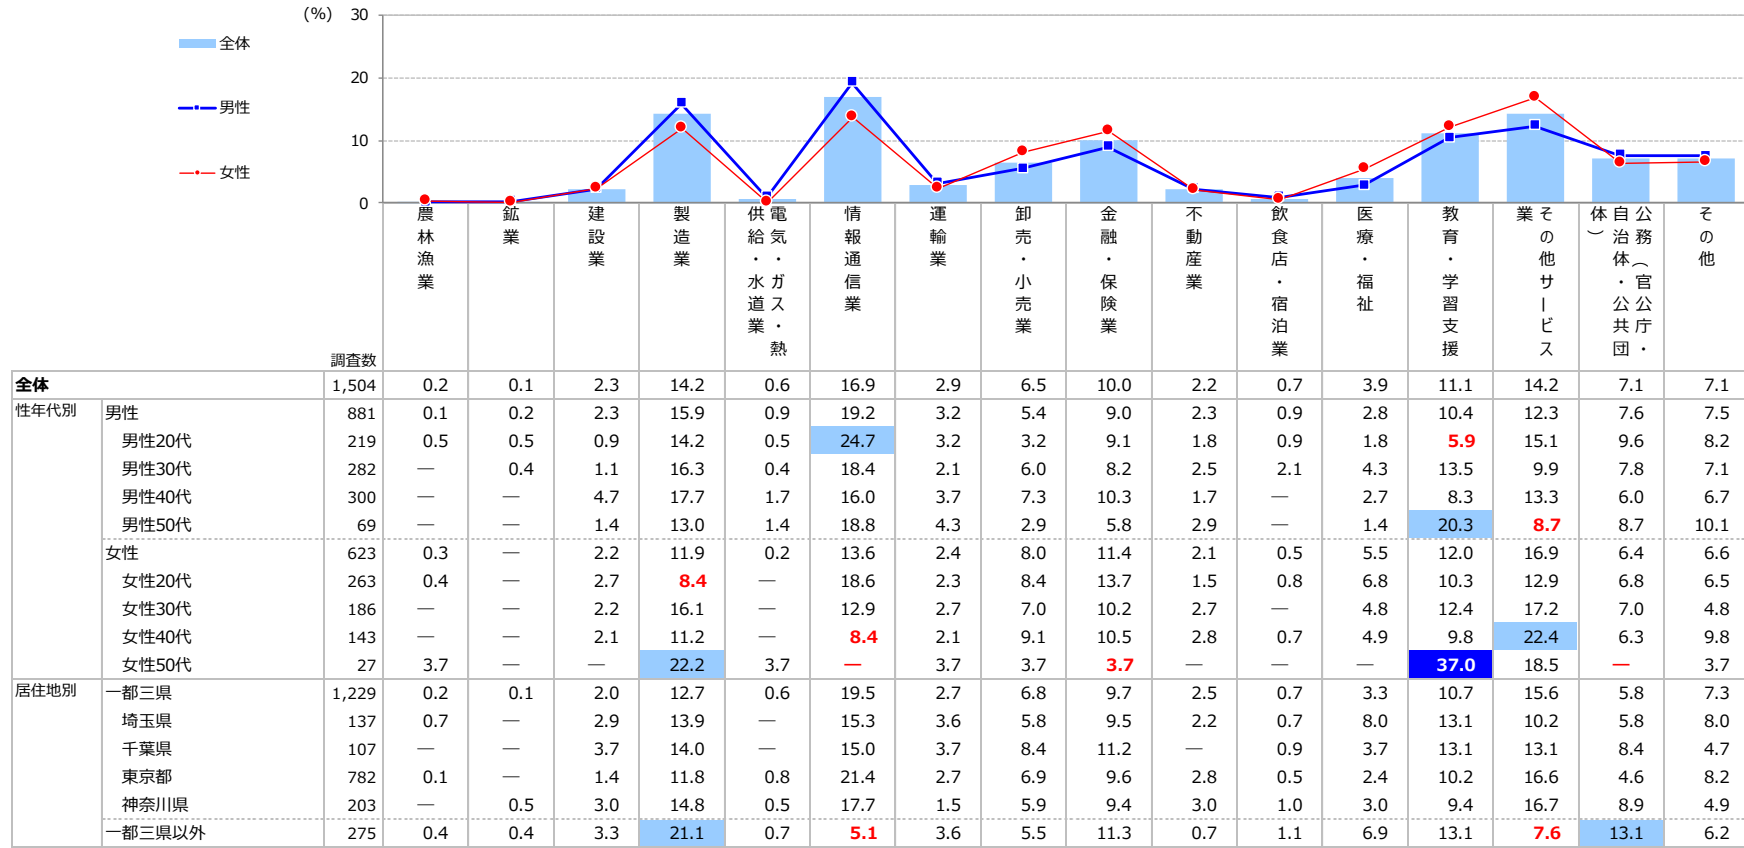 (%)
30
20
10
0
全体
男性
女性
農林漁業
鉱業
建設業
製造業
電気・ガス・熱
供給・水道業
情報通信業
運輸業
卸売・小売業
金融・保険業
不動産業
飲食店・宿泊業
医療・福祉
教育・学習支援
その他サービス
業
公務（官公庁・
自治体・公共団
体）
その他
調査数
全体 1,504 0.2 0.1 2.3 14.2 0.6 16.9 2.9 6.5 10.0 2.2 0.7 3.9 11.1 14.2 7.1 7.1
性年代別 男性 881 0.1 0.2 2.3 15.9 0.9 19.2 3.2 5.4 9.0 2.3 0.9 2.8 10.4 12.3 7.6 7.5
男性20代 219 0.5 0.5 0.9 14.2 0.5 24.7 3.2 3.2 9.1 1.8 0.9 1.8 5.9 15.1 9.6 8.2
男性30代 282 — 0.4 1.1 16.3 0.4 18.4 2.1 6.0 8.2 2.5 2.1 4.3 13.5 9.9 7.8 7.1
男性40代 300 — — 4.7 17.7 1.7 16.0 3.7 7.3 10.3 1.7 — 2.7 8.3 13.3 6.0 6.7
男性50代 69 — — 1.4 13.0 1.4 18.8 4.3 2.9 5.8 2.9 — 1.4 20.3 8.7 8.7 10.1
女性 623 0.3 — 2.2 11.9 0.2 13.6 2.4 8.0 11.4 2.1 0.5 5.5 12.0 16.9 6.4 6.6
女性20代 263 0.4 — 2.7 8.4 — 18.6 2.3 8.4 13.7 1.5 0.8 6.8 10.3 12.9 6.8 6.5
女性30代 186 — — 2.2 16.1 — 12.9 2.7 7.0 10.2 2.7 — 4.8 12.4 17.2 7.0 4.8
女性40代 143 — — 2.1 11.2 — 8.4 2.1 9.1 10.5 2.8 0.7 4.9 9.8 22.4 6.3 9.8
女性50代 27 3.7 — — 22.2 3.7 — 3.7 3.7 3.7 — — — 37.0 18.5 — 3.7
居住地別 一都三県 1,229 0.2 0.1 2.0 12.7 0.6 19.5 2.7 6.8 9.7 2.5 0.7 3.3 10.7 15.6 5.8 7.3
埼玉県 137 0.7 — 2.9 13.9 — 15.3 3.6 5.8 9.5 2.2 0.7 8.0 13.1 10.2 5.8 8.0
千葉県 107 — — 3.7 14.0 — 15.0 3.7 8.4 11.2 — 0.9 3.7 13.1 13.1 8.4 4.7
東京都 782 0.1 — 1.4 11.8 0.8 21.4 2.7 6.9 9.6 2.8 0.5 2.4 10.2 16.6 4.6 8.2
神奈川県 203 — 0.5 3.0 14.8 0.5 17.7 1.5 5.9 9.4 3.0 1.0 3.0 9.4 16.7 8.9 4.9
一都三県以外 275 0.4 0.4 3.3 21.1 0.7 5.1 3.6 5.5 11.3 0.7 1.1 6.9 13.1 7.6 13.1 6.2